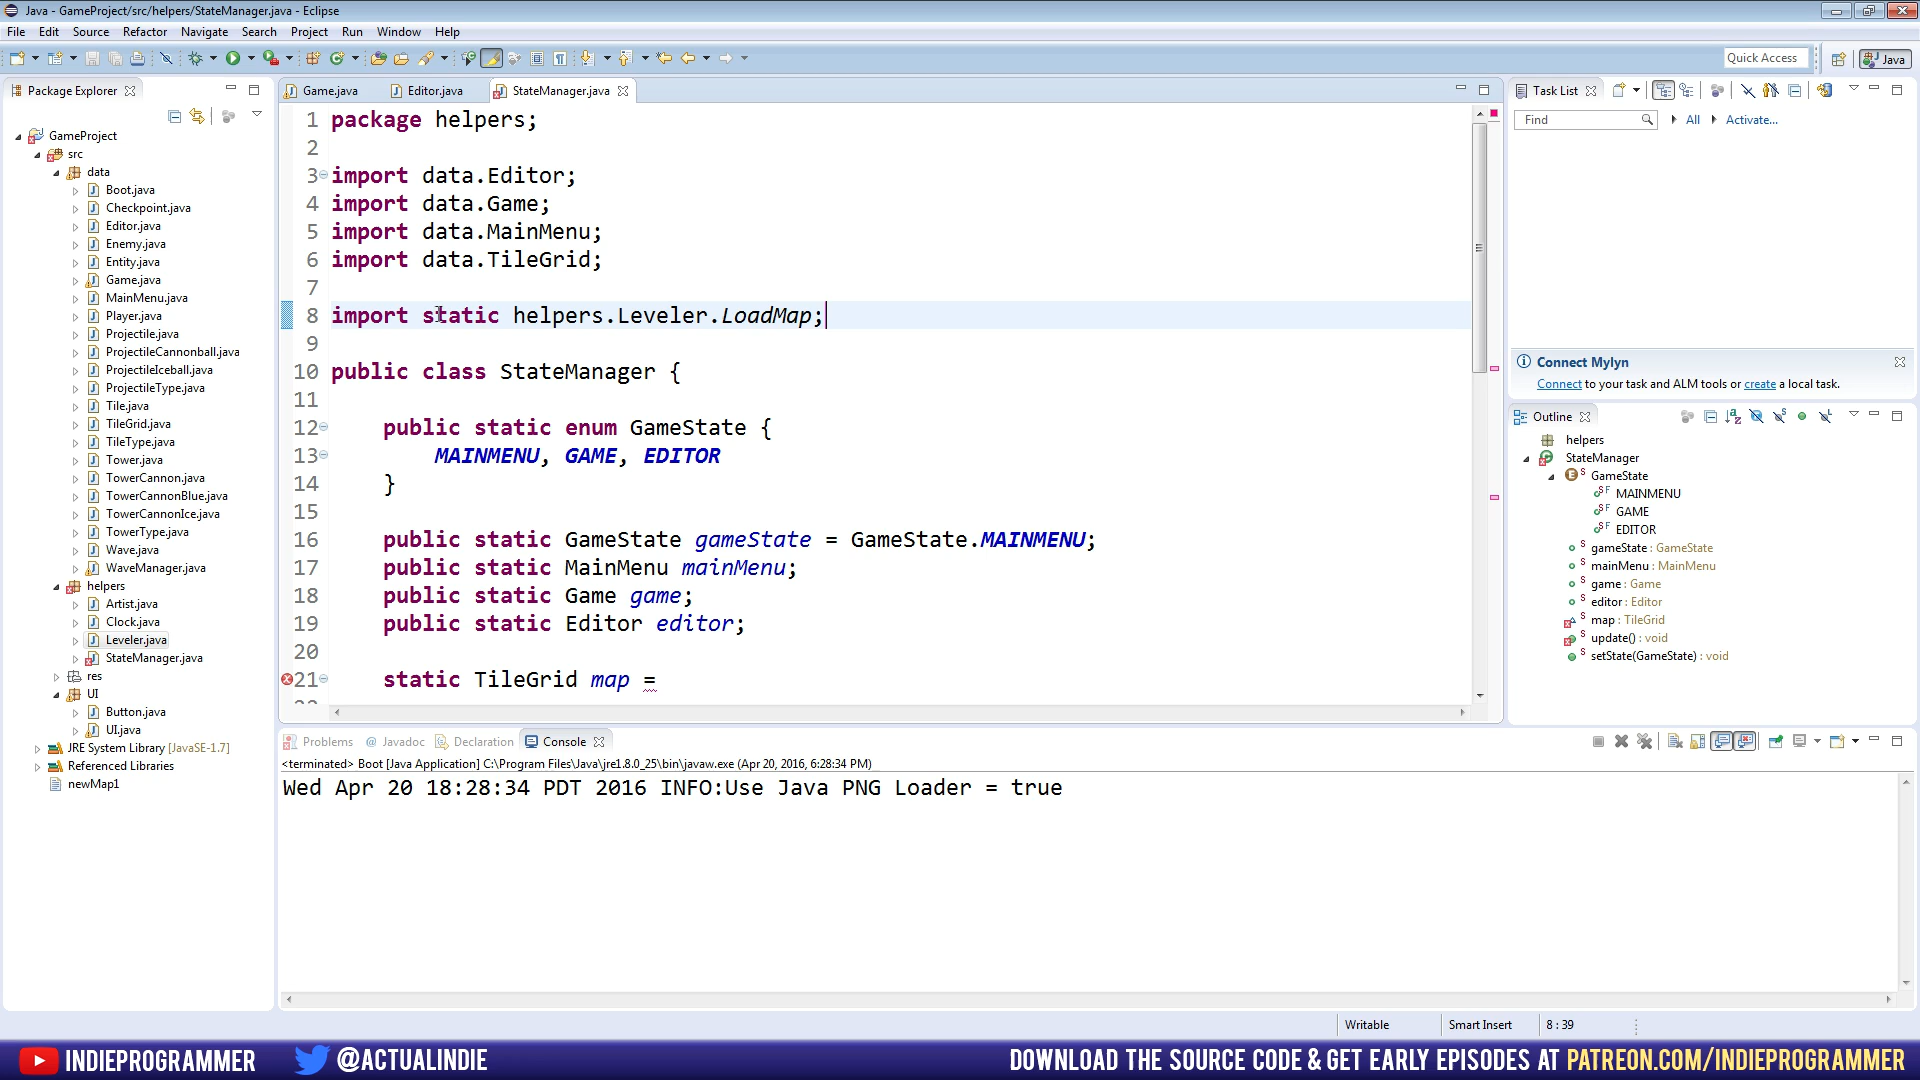 Java - GameProject/src/helpers/StateManager.java - Eclipse
File Edit Source Refactor Navigate Search Project Run Window Help
Quick Access
Java
Package Explorer
GameProject
src
data
Boot.java
Checkpoint.java
Editor.java
Enemy.java
Entity.java
Game.java
MainMenu.java
Player.java
Projectile.java
ProjectileCannonball.java
ProjectileIceball.java
ProjectileType.java
Tile.java
TileGrid.java
TileType.java
Tower.java
TowerCannon.java
TowerCannonBlue.java
TowerCannonIce.java
TowerType.java
Wave.java
WaveManager.java
helpers
Artist.java
Clock.java
Leveler.java
StateManager.java
res
UI
Button.java
UI.java
JRE System Library [JavaSE-1.7]
Referenced Libraries
newMap1
Game.java Editor.java StateManager.java
1 package helpers;
2
3 import data.Editor;
4 import data.Game;
5 import data.MainMenu;
6 import data.TileGrid;
7
8 import static helpers.Leveler.LoadMap;
9
10 public class StateManager {
11
12 public static enum GameState {
13 MAINMENU, GAME, EDITOR
14 }
15
16 public static GameState gameState = GameState.MAINMENU;
17 public static MainMenu mainMenu;
18 public static Game game;
19 public static Editor editor;
20
21 static TileGrid map =
Problems Javadoc Declaration Console
<terminated> Boot [Java Application] C:\Program Files\Java\jre1.8.0_25\bin\javaw.exe (Apr 20, 2016, 6:28:34 PM)
Wed Apr 20 18:28:34 PDT 2016 INFO:Use Java PNG Loader = true
Task List
Find All Activate...
Connect Mylyn
Connect to your task and ALM tools or create a local task.
Outline
helpers
StateManager
GameState
MAINMENU
GAME
EDITOR
gameState : GameState
mainMenu : MainMenu
game : Game
editor : Editor
map : TileGrid
update() : void
setState(GameState) : void
Writable Smart Insert 8 : 39
INDIEPROGRAMMER @ACTUALINDIE DOWNLOAD THE SOURCE CODE & GET EARLY EPISODES AT PATREON.COM/INDIEPROGRAMMER